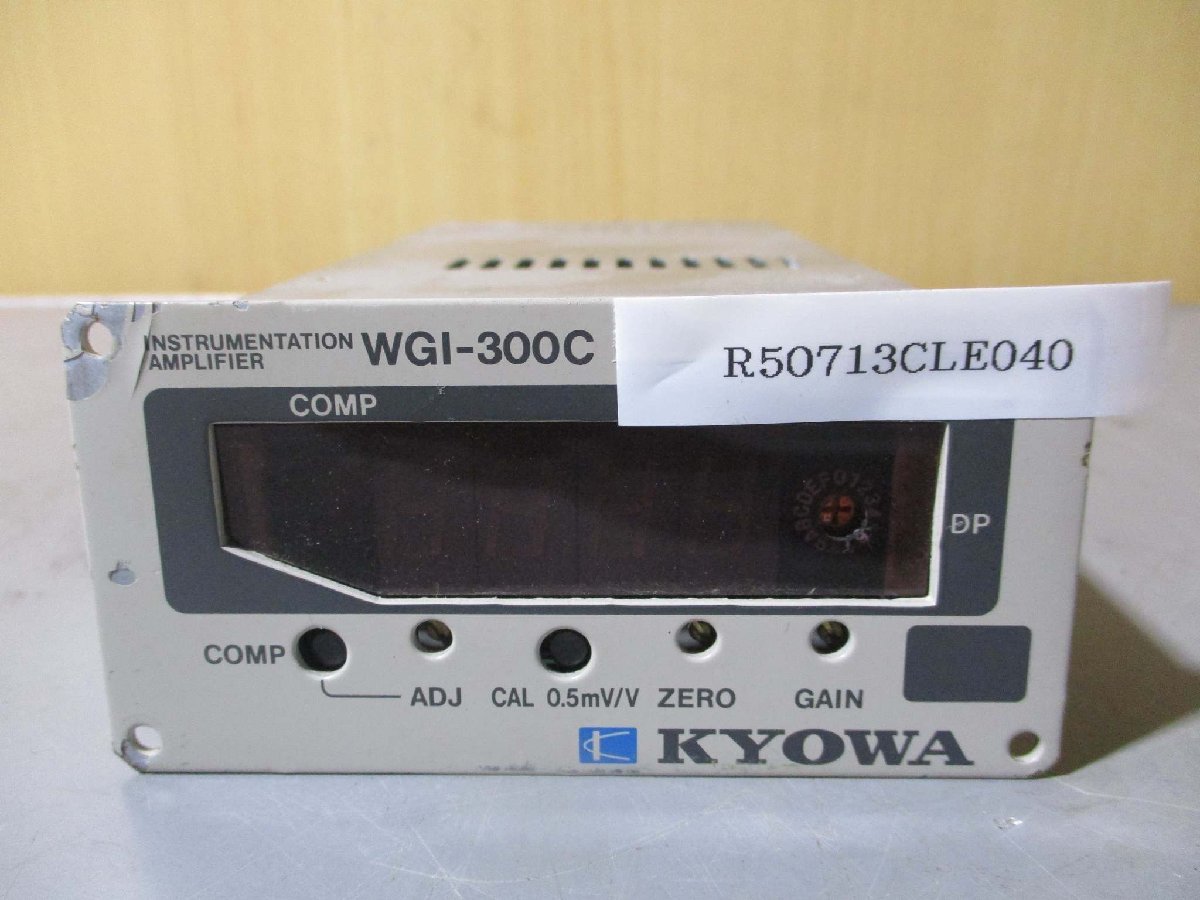 INSTRUMENTATION
AMPLIFIER
WGI-300C
R50713CLE040
COMP
DP
COMP
ADJ
CAL 0.5mV/V
ZERO
GAIN
KYOWA